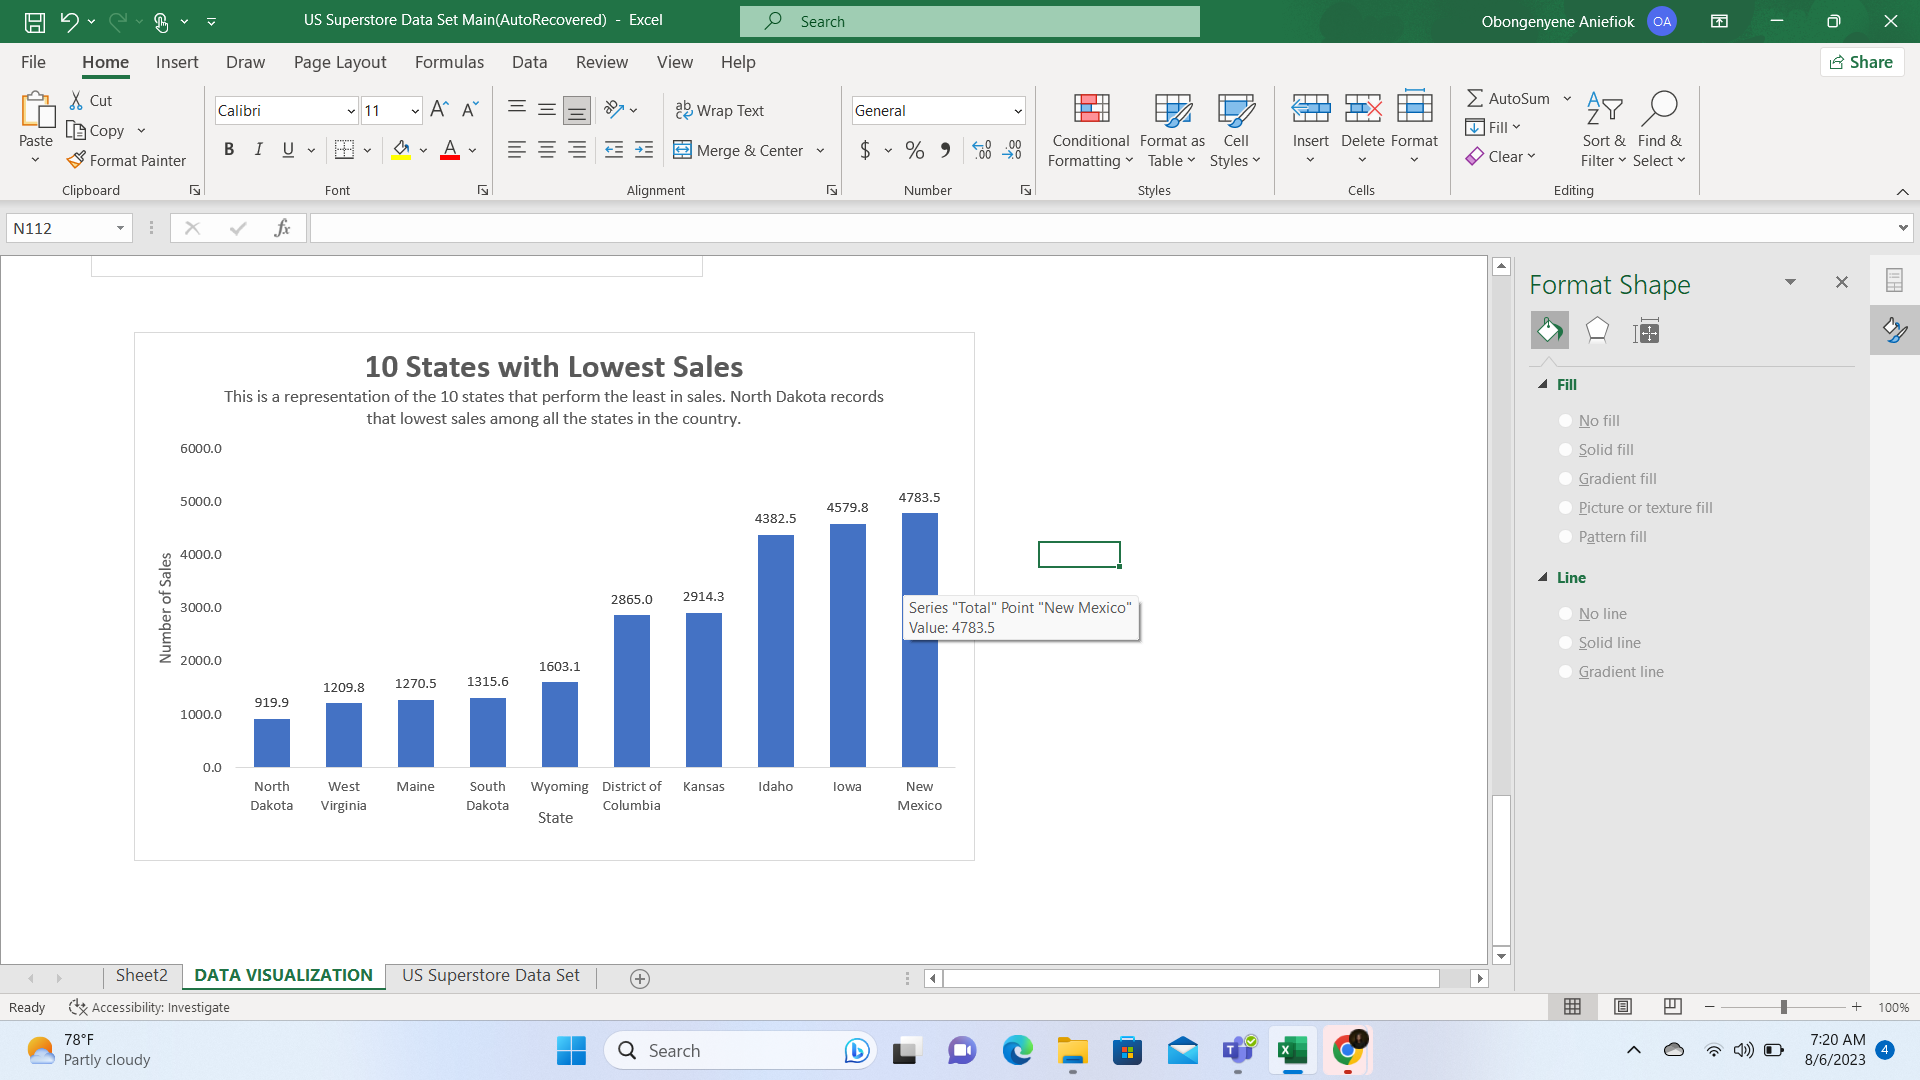 US Superstore Data Set Main(AutoRecovered) - Excel
Search
Obongenyene Aniefiok OA
File Home Insert Draw Page Layout Formulas Data Review View Help
Share
Paste
Cut
Copy
Format Painter
Clipboard
Calibri 11
B I U A
Font
Wrap Text
Merge & Center
Alignment
General
$ % 9
Number
Conditional Formatting
Format as Table
Cell Styles
Styles
Insert
Delete
Format
Cells
AutoSum
Fill
Clear
Sort & Filter
Find & Select
Editing
N112
fx
10 States with Lowest Sales
This is a representation of the 10 states that perform the least in sales. North Dakota records
that lowest sales among all the states in the country.
Number of Sales
6000.0
5000.0
4000.0
3000.0
2000.0
1000.0
0.0
919.9
1209.8
1270.5
1315.6
1603.1
2865.0
2914.3
4382.5
4579.8
4783.5
Series "Total" Point "New Mexico"
Value: 4783.5
North Dakota
West Virginia
Maine
South Dakota
Wyoming
District of Columbia
Kansas
Idaho
Iowa
New Mexico
State
Format Shape
Fill
No fill
Solid fill
Gradient fill
Picture or texture fill
Pattern fill
Line
No line
Solid line
Gradient line
Sheet2 DATA VISUALIZATION US Superstore Data Set
Ready Accessibility: Investigate
100%
78°F
Partly cloudy
Search
7:20 AM
8/6/2023
4